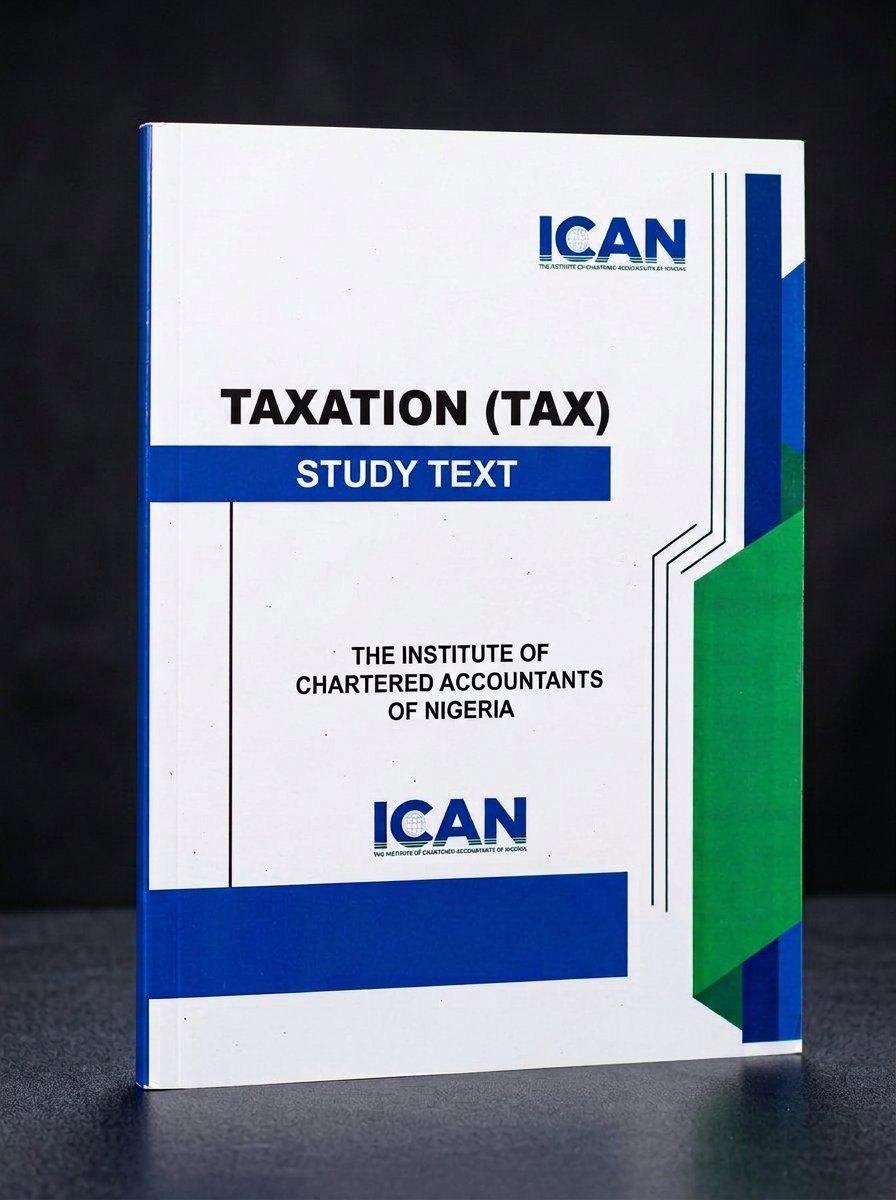 ICAN
TAXATION (TAX)
STUDY TEXT
THE INSTITUTE OF
CHARTERED ACCOUNTANTS
OF NIGERIA
ICAN